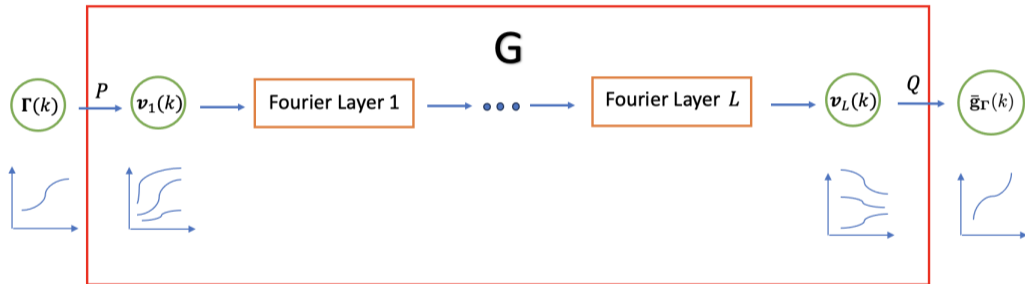 G
𝚪(k)
P
𝒗₁(k)
Fourier Layer 1
Fourier Layer L
𝒗_L(k)
Q
ḡ_𝚪(k)